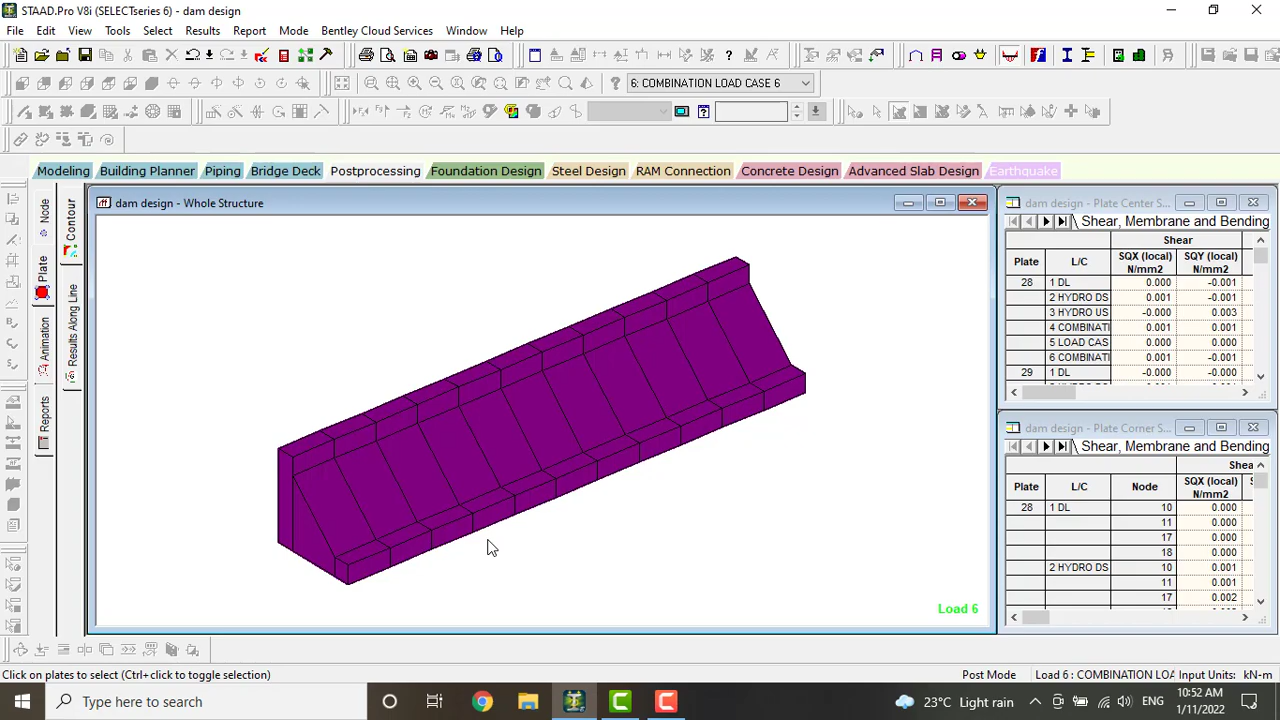 STAAD.Pro V8i (SELECTseries 6) - dam design
File Edit View Tools Select Results Report Mode Bentley Cloud Services Window Help
6: COMBINATION LOAD CASE 6
Modeling Building Planner Piping Bridge Deck Postprocessing Foundation Design Steel Design RAM Connection Concrete Design Advanced Slab Design Earthquake
Node
Plate
Animation
Reports
Contour
Results Along Line
dam design - Whole Structure
Load 6
dam design - Plate Center S
Shear, Membrane and Bending
Shear
Plate L/C SQX (local) N/mm2 SQY (local) N/mm2
28 1 DL 0.000 -0.001
2 HYDRO DS 0.001 -0.001
3 HYDRO US -0.000 0.003
4 COMBINATI 0.001 0.001
5 LOAD CAS 0.000 0.000
6 COMBINATI 0.001 -0.001
29 1 DL -0.000 -0.000
dam design - Plate Corner S
Shear, Membrane and Bending
Shea
Plate L/C Node SQX (local) N/mm2
28 1 DL 10 0.000
11 0.000
17 0.000
18 0.000
2 HYDRO DS 10 0.001
11 0.001
17 0.002
Click on plates to select (Ctrl+click to toggle selection) Post Mode Load 6 : COMBINATION LOA Input Units: kN-m
Type here to search
23°C Light rain
ENG
10:52 AM
1/11/2022